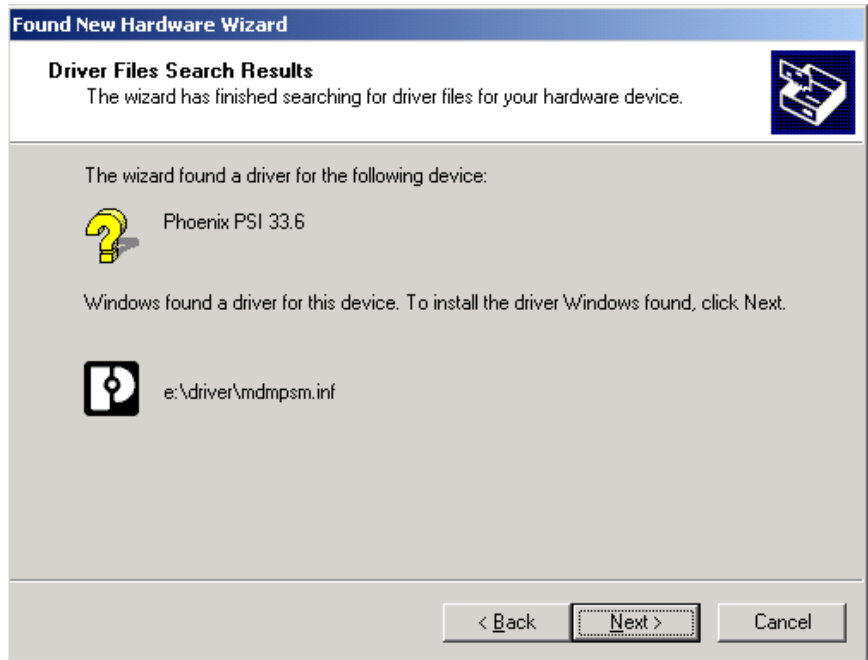 Found New Hardware Wizard
Driver Files Search Results
The wizard has finished searching for driver files for your hardware device.
The wizard found a driver for the following device:
Phoenix PSI 33.6
Windows found a driver for this device. To install the driver Windows found, click Next.
e:\driver\mdmpsm.inf
< Back Next > Cancel